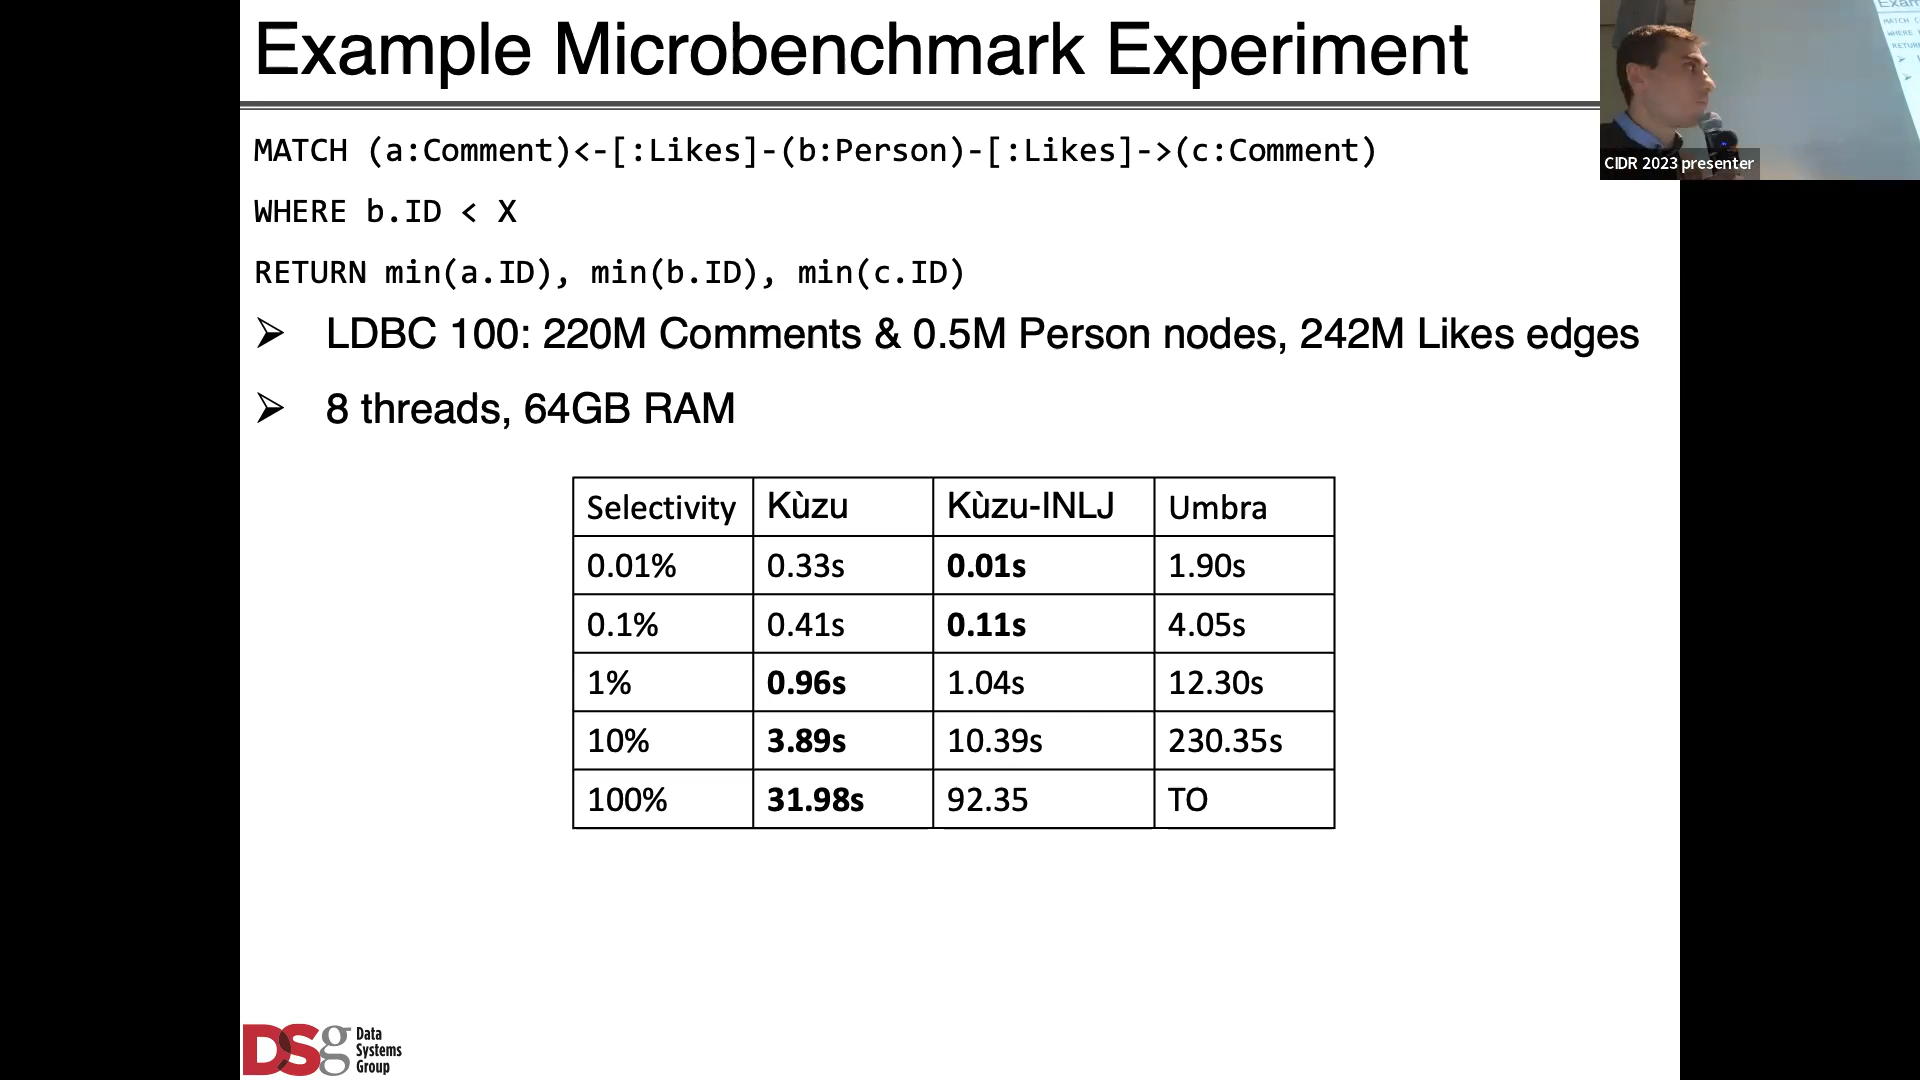 Example Microbenchmark Experiment
MATCH (a:Comment)<-[:Likes]-(b:Person)-[:Likes]->(c:Comment)
WHERE b.ID < X
RETURN min(a.ID), min(b.ID), min(c.ID)
➢ LDBC 100: 220M Comments & 0.5M Person nodes, 242M Likes edges
➢ 8 threads, 64GB RAM
Selectivity Kùzu Kùzu-INLJ Umbra
0.01% 0.33s 0.01s 1.90s
0.1% 0.41s 0.11s 4.05s
1% 0.96s 1.04s 12.30s
10% 3.89s 10.39s 230.35s
100% 31.98s 92.35 TO
DSg Data
Systems
Group
CIDR 2023 presenter
Exam
MATCH
WHERE
RETURN